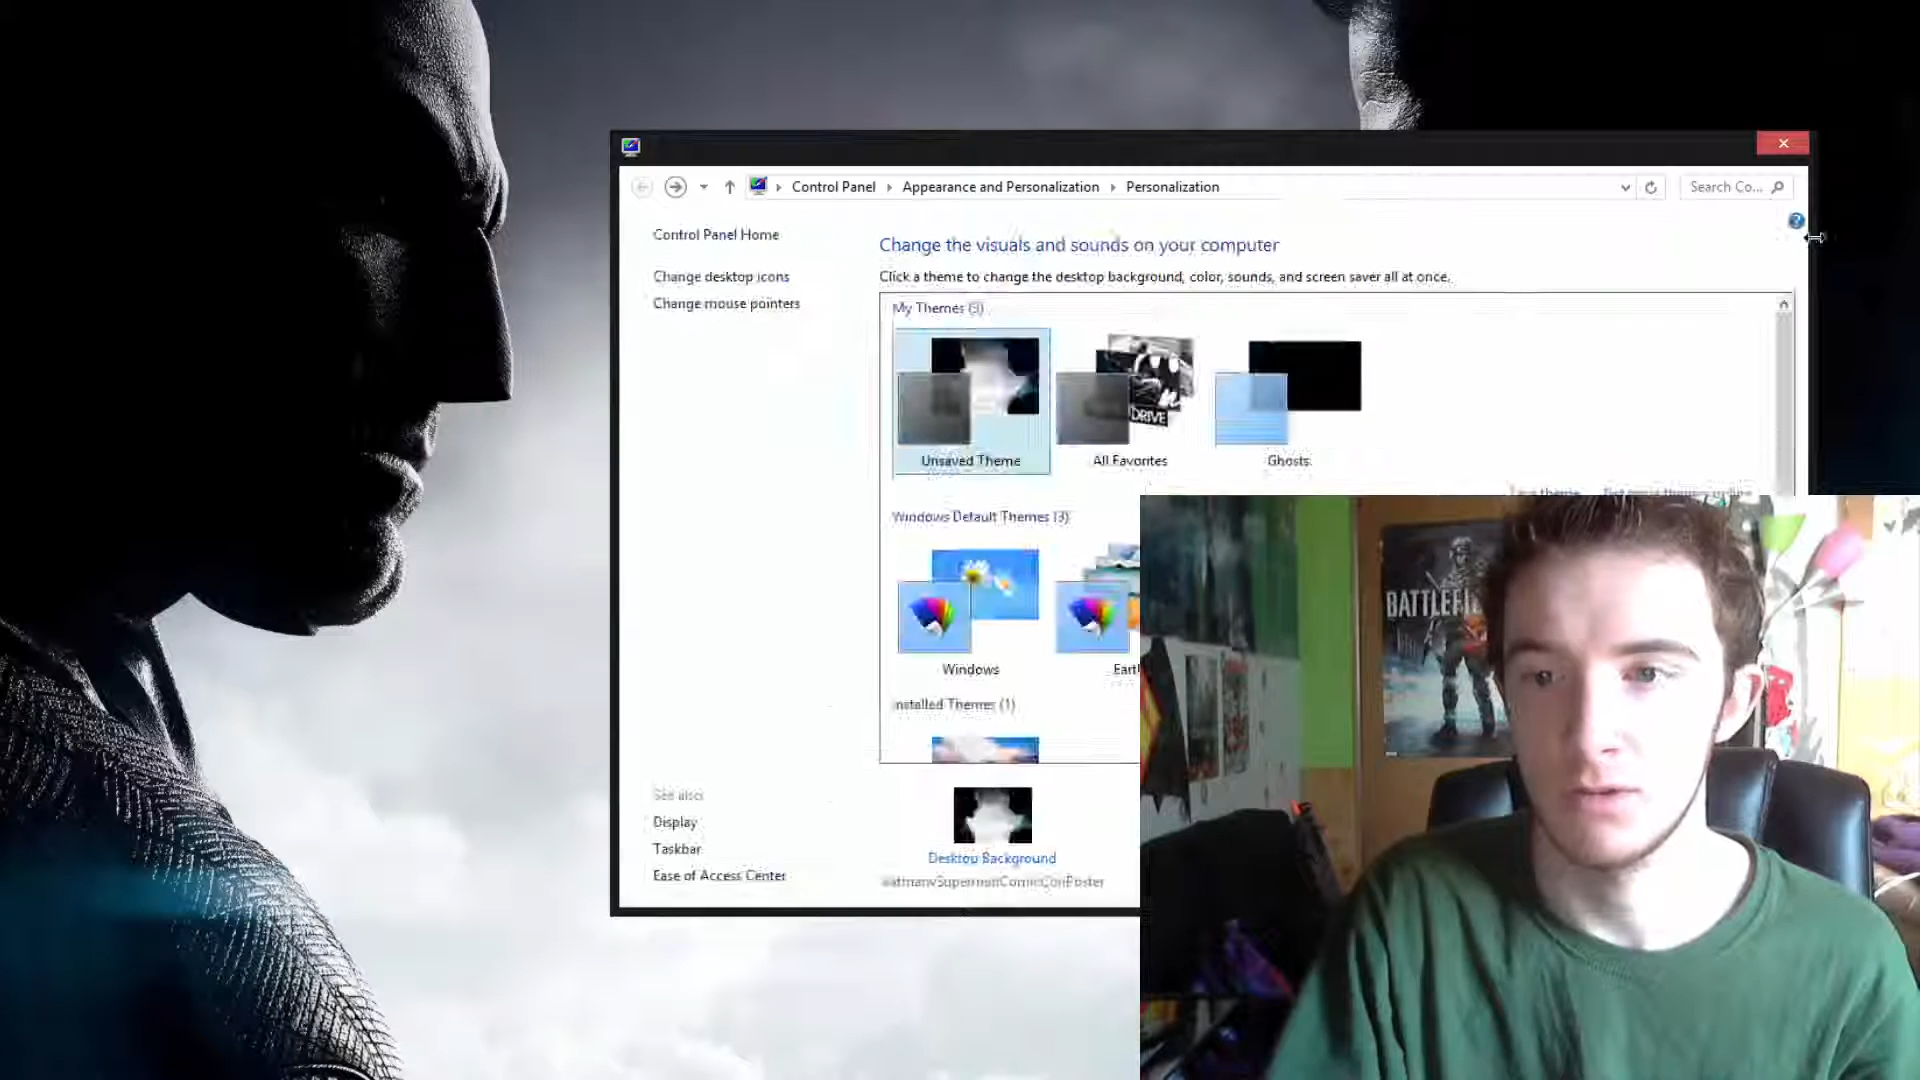 Control Panel
Appearance and Personalization
Personalization
Search Co...
Control Panel Home
Change desktop icons
Change mouse pointers
Change the visuals and sounds on your computer
Click a theme to change the desktop background, color, sounds, and screen saver all at once.
My Themes (3)
DRIVE
Unsaved Theme
All Favorites
Ghosts
Windows Default Themes (3)
Windows
Installed Themes (1)
See also
Display
Taskbar
Ease of Access Center
Desktop Background
BatmanvSupermanComicConPoster